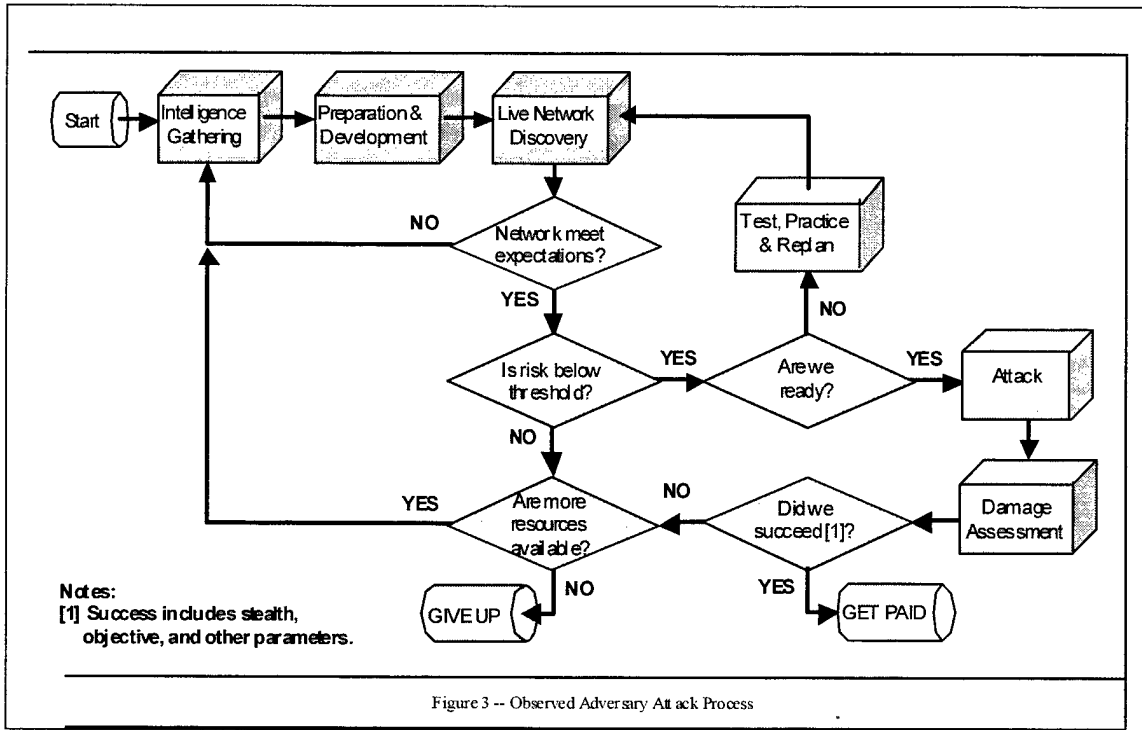 Start
Intelligence
Gathering
Preparation &
Development
Live Network
Discovery
NO
Network meet
expectations?
Test, Practice
& Replan
YES
NO
Is risk below
threshold?
YES
Are we
ready?
YES
Attack
NO
YES
Are more
resources
available?
NO
Did we
succeed[1]?
Damage
Assessment
NO
YES
GIVE UP
GET PAID
Notes:
[1] Success includes stealth,
objective, and other parameters.
Figure 3 -- Observed Adversary Attack Process